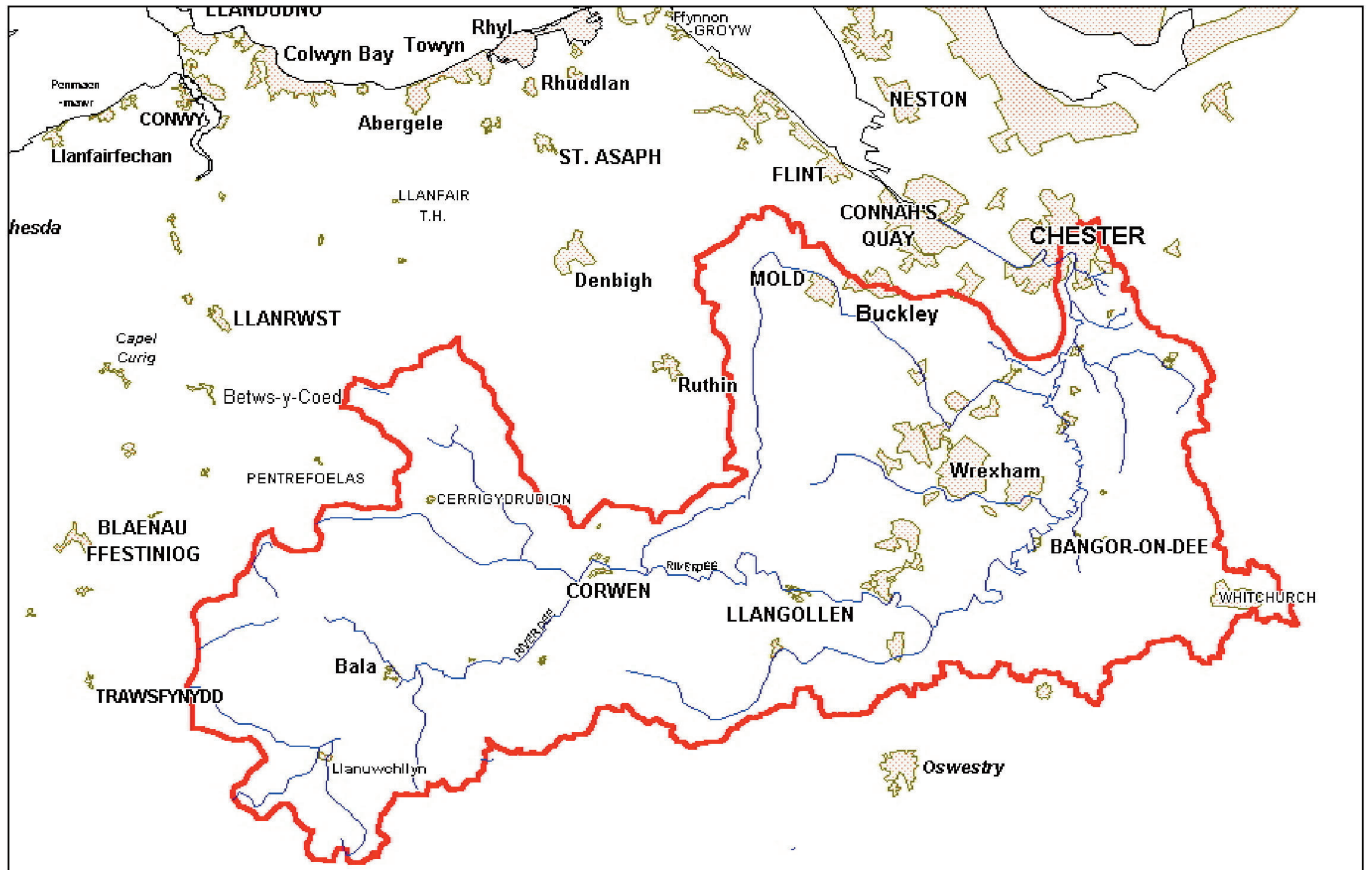 LLANDUDNO
Colwyn Bay
Towyn
Rhyl
Ffynnon
-GROYW
Rhuddlan
NESTON
Penmaen
-mawr
CONWY
Abergele
Llanfairfechan
ST. ASAPH
FLINT
LLANFAIR
T.H.
CONNAH'S
QUAY
hesda
CHESTER
Denbigh
MOLD
Buckley
LLANRWST
Capel
Curig
Betws-y-Coed
Ruthin
PENTREFOELAS
CERRIGYDRUDION
Wrexham
BLAENAU
FFESTINIOG
BANGOR-ON-DEE
RIVER DEE
CORWEN
LLANGOLLEN
WHITCHURCH
RIVER DEE
Bala
TRAWSFYNYDD
Llanuwchllyn
Oswestry